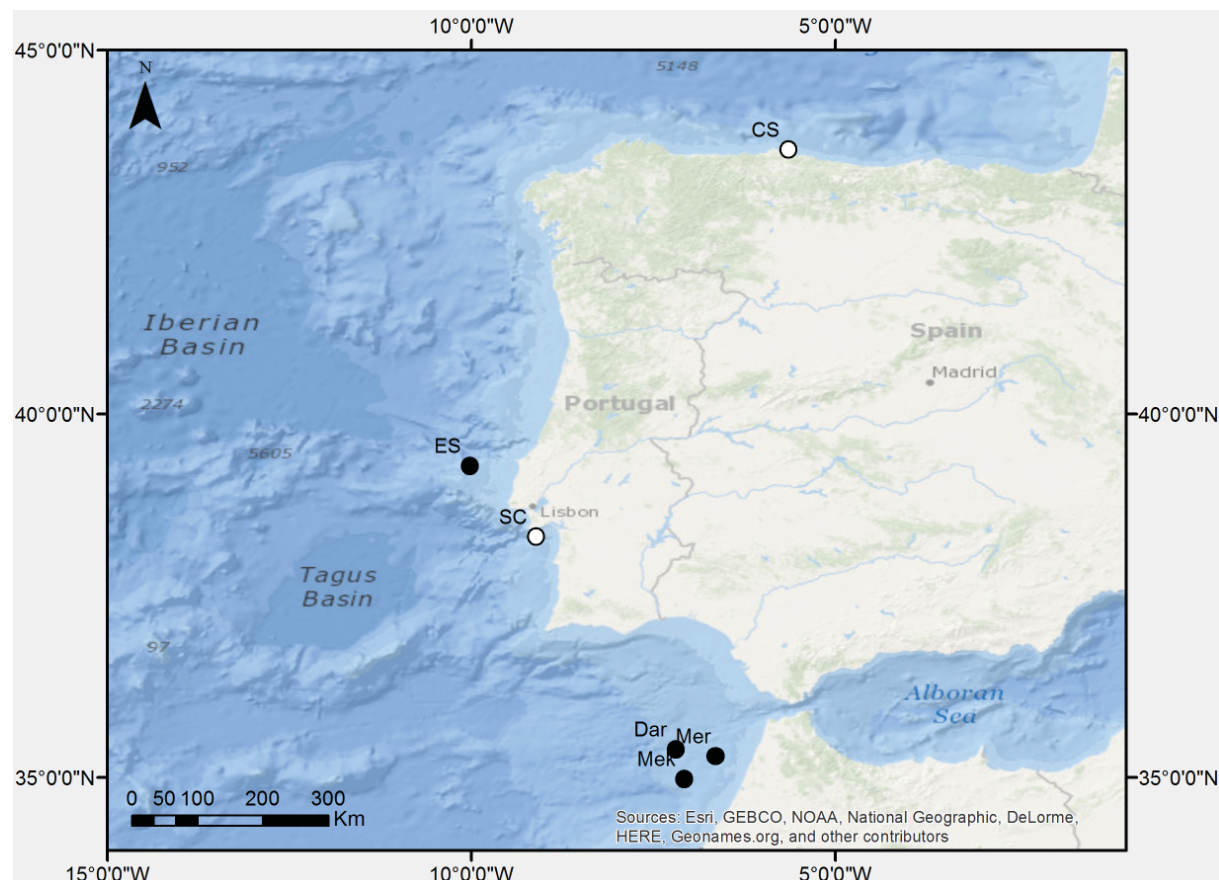 10°0'0"W 5°0'0"W
45°0'0"N
N
5148
CS
952
Iberian
Basin
Spain
Madrid
2274
Portugal
40°0'0"N 40°0'0"N
ES
5605
SC
Lisbon
Tagus
Basin
97
Alboran
Sea
Dar
Mer
Mek
35°0'0"N 35°0'0"N
0 50 100 200 300
Km
Sources: Esri, GEBCO, NOAA, National Geographic, DeLorme,
HERE, Geonames.org, and other contributors
15°0'0"W 10°0'0"W 5°0'0"W